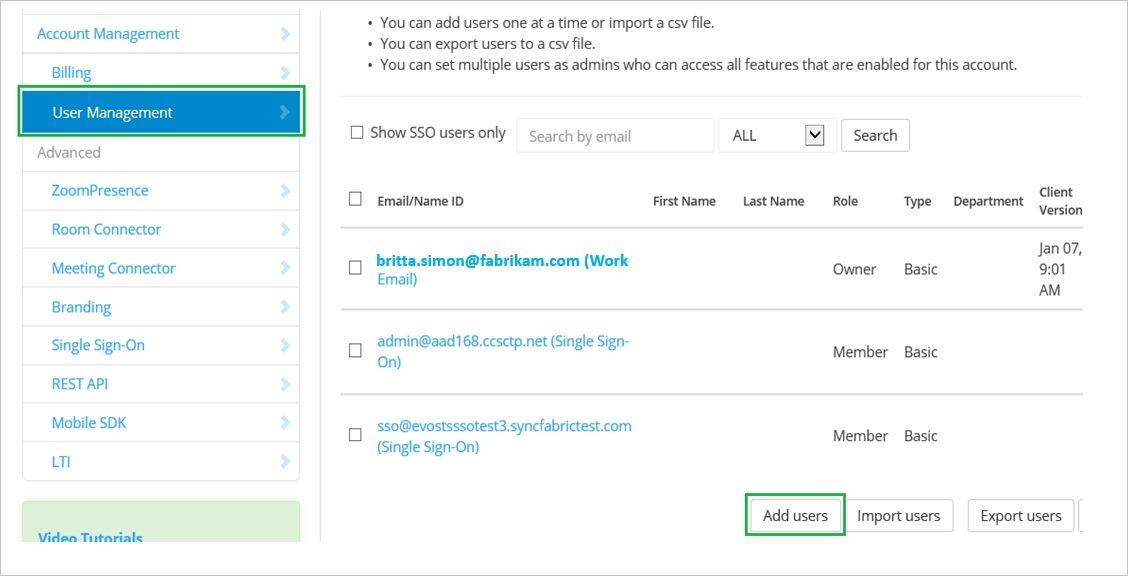 Account Management
Billing
User Management
Advanced
ZoomPresence
Room Connector
Meeting Connector
Branding
Single Sign-On
REST API
Mobile SDK
LTI
Video Tutorials
• You can add users one at a time or import a csv file.
• You can export users to a csv file.
• You can set multiple users as admins who can access all features that are enabled for this account.
Show SSO users only Search by email ALL Search
Email/Name ID First Name Last Name Role Type Department Client Version
britta.simon@fabrikam.com (Work
Email) Owner Basic Jan 07, 9:01 AM
admin@aad168.ccsctp.net (Single Sign-
On) Member Basic
sso@evostsssotest3.syncfabrictest.com
(Single Sign-On) Member Basic
Add users Import users Export users